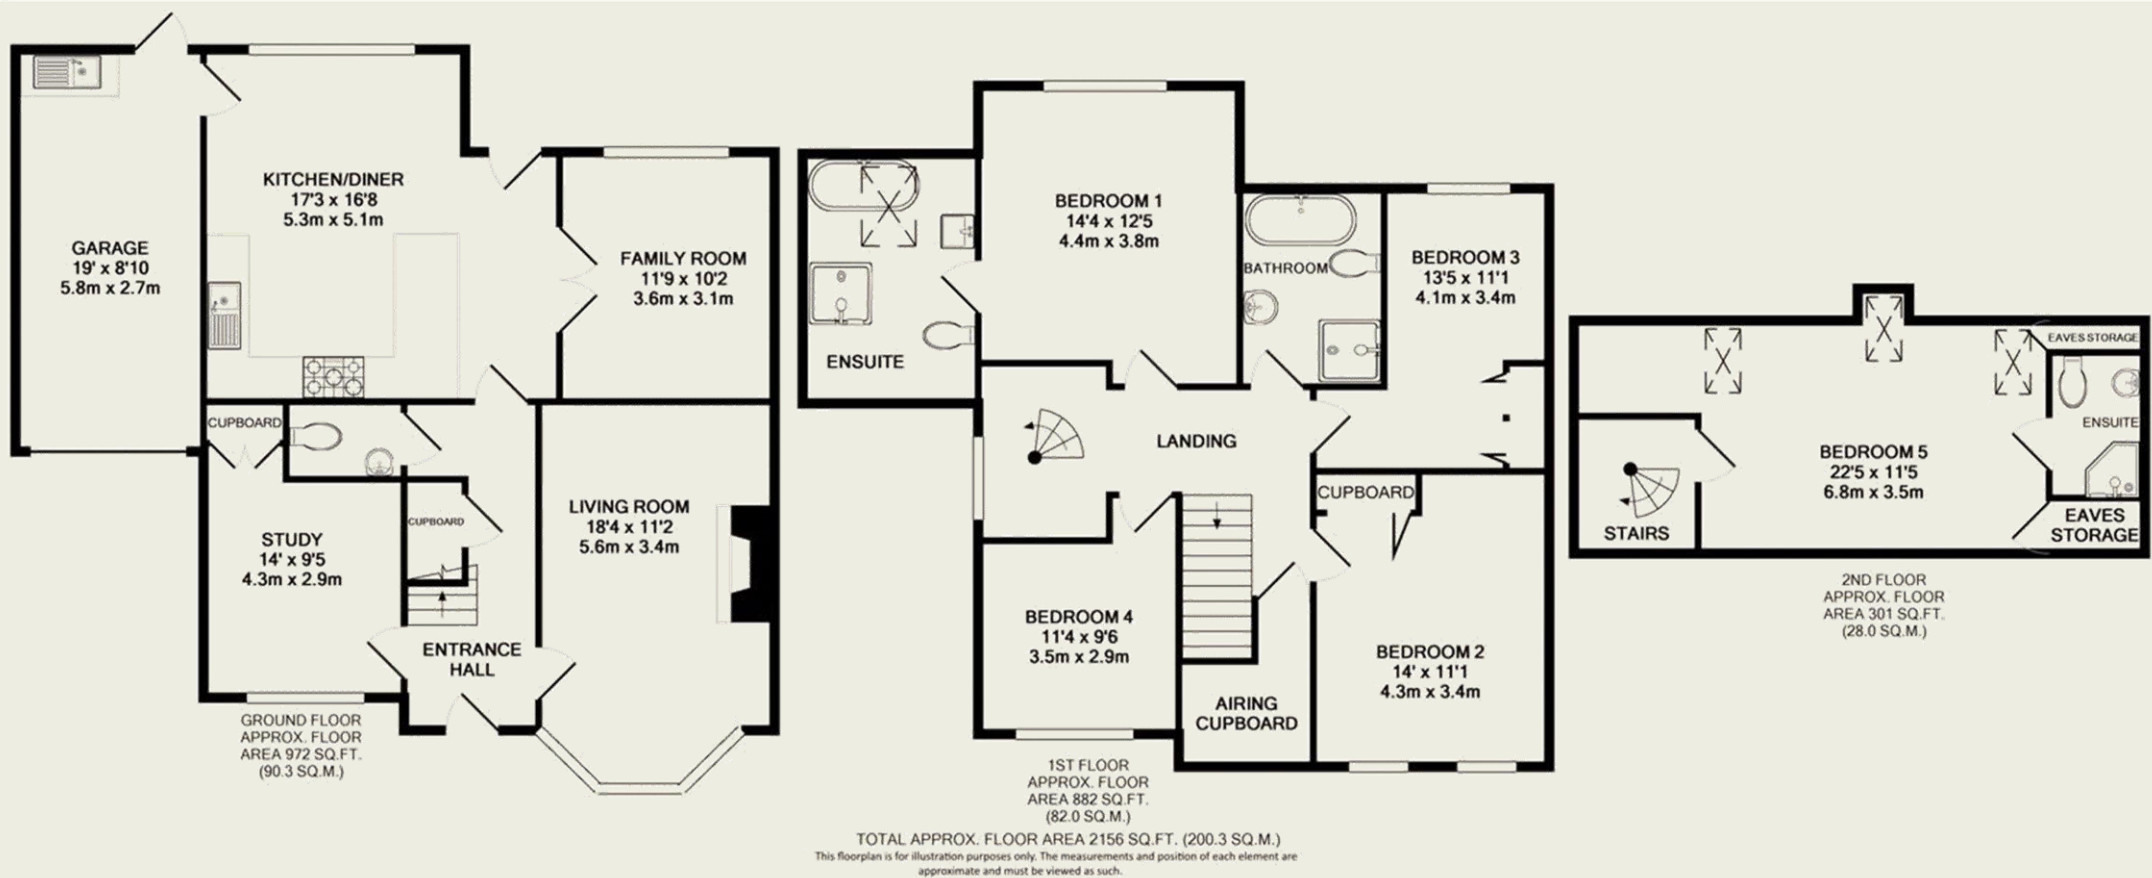 GARAGE
19' x 8'10
5.8m x 2.7m
KITCHEN/DINER
17'3 x 16'8
5.3m x 5.1m
FAMILY ROOM
11'9 x 10'2
3.6m x 3.1m
CUPBOARD
CUPBOARD
STUDY
14' x 9'5
4.3m x 2.9m
LIVING ROOM
18'4 x 11'2
5.6m x 3.4m
ENTRANCE
HALL
GROUND FLOOR
APPROX. FLOOR
AREA 972 SQ.FT.
(90.3 SQ.M.)
ENSUITE
BEDROOM 1
14'4 x 12'5
4.4m x 3.8m
BATHROOM
BEDROOM 3
13'5 x 11'1
4.1m x 3.4m
LANDING
CUPBOARD
BEDROOM 4
11'4 x 9'6
3.5m x 2.9m
AIRING
CUPBOARD
BEDROOM 2
14' x 11'1
4.3m x 3.4m
1ST FLOOR
APPROX. FLOOR
AREA 882 SQ.FT.
(82.0 SQ.M.)
EAVES STORAGE
ENSUITE
BEDROOM 5
22'5 x 11'5
6.8m x 3.5m
STAIRS
EAVES
STORAGE
2ND FLOOR
APPROX. FLOOR
AREA 301 SQ.FT.
(28.0 SQ.M.)
TOTAL APPROX. FLOOR AREA 2156 SQ.FT. (200.3 SQ.M.)
This floorplan is for illustration purposes only. The measurements and position of each element are
approximate and must be viewed as such.